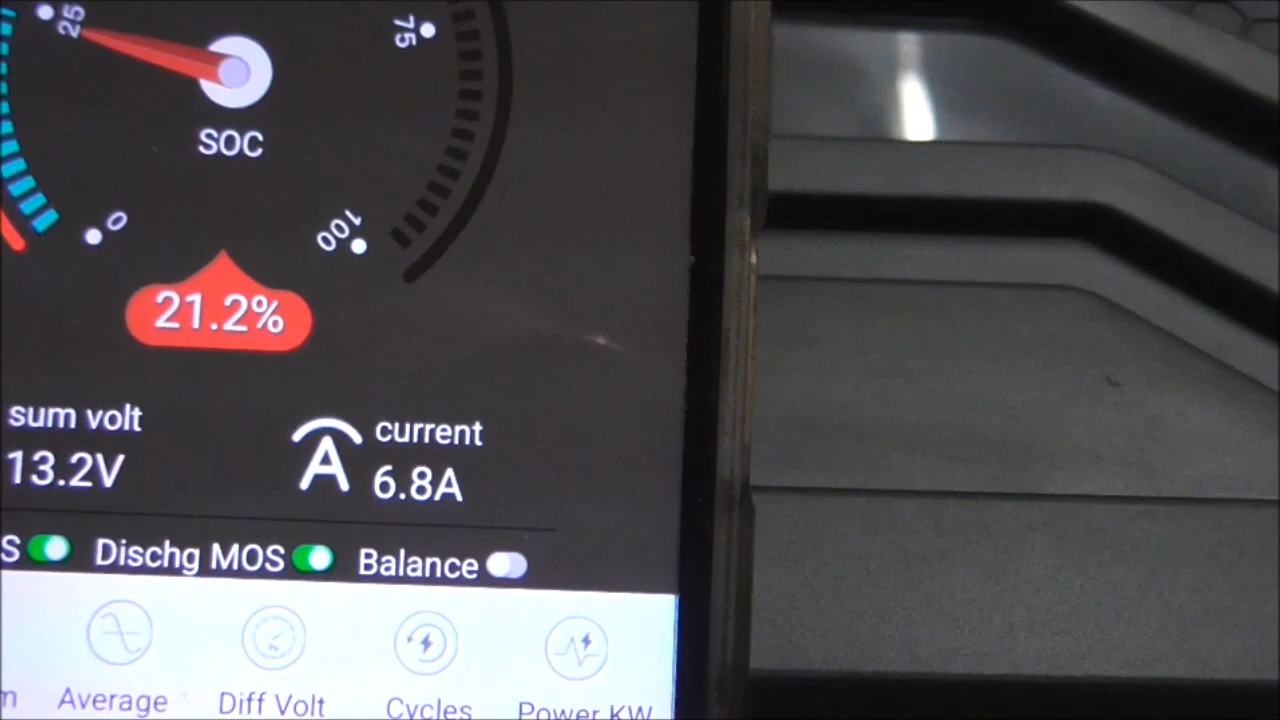 25
75
SOC
0
100
21.2%
sum volt
13.2V
A
current
6.8A
S
Dischg MOS
Balance
m
Average
Diff Volt
Cycles
Power KW